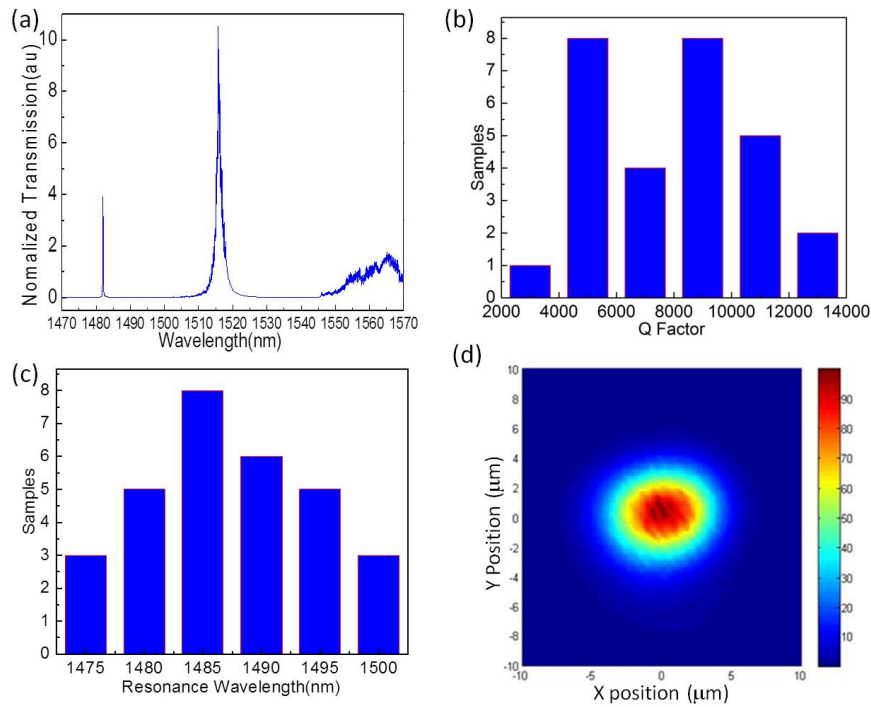 (a)
Nomalized Transmission(au)
10
8
6
4
2
0
1470 1480 1490 1500 1510 1520 1530 1540 1550 1560 1570
Wavelength(nm)
(b)
Samples
8
7
6
5
4
3
2
1
0
2000 4000 6000 8000 10000 12000 14000
Q Factor
(c)
Samples
8
7
6
5
4
3
2
1
0
1475 1480 1485 1490 1495 1500
Resonance Wavelength(nm)
(d)
Y Position (μm)
10
8
6
4
2
0
-2
-4
-6
-8
-10
-10 -5 0 5 10
X position (μm)
90
80
70
60
50
40
30
20
10